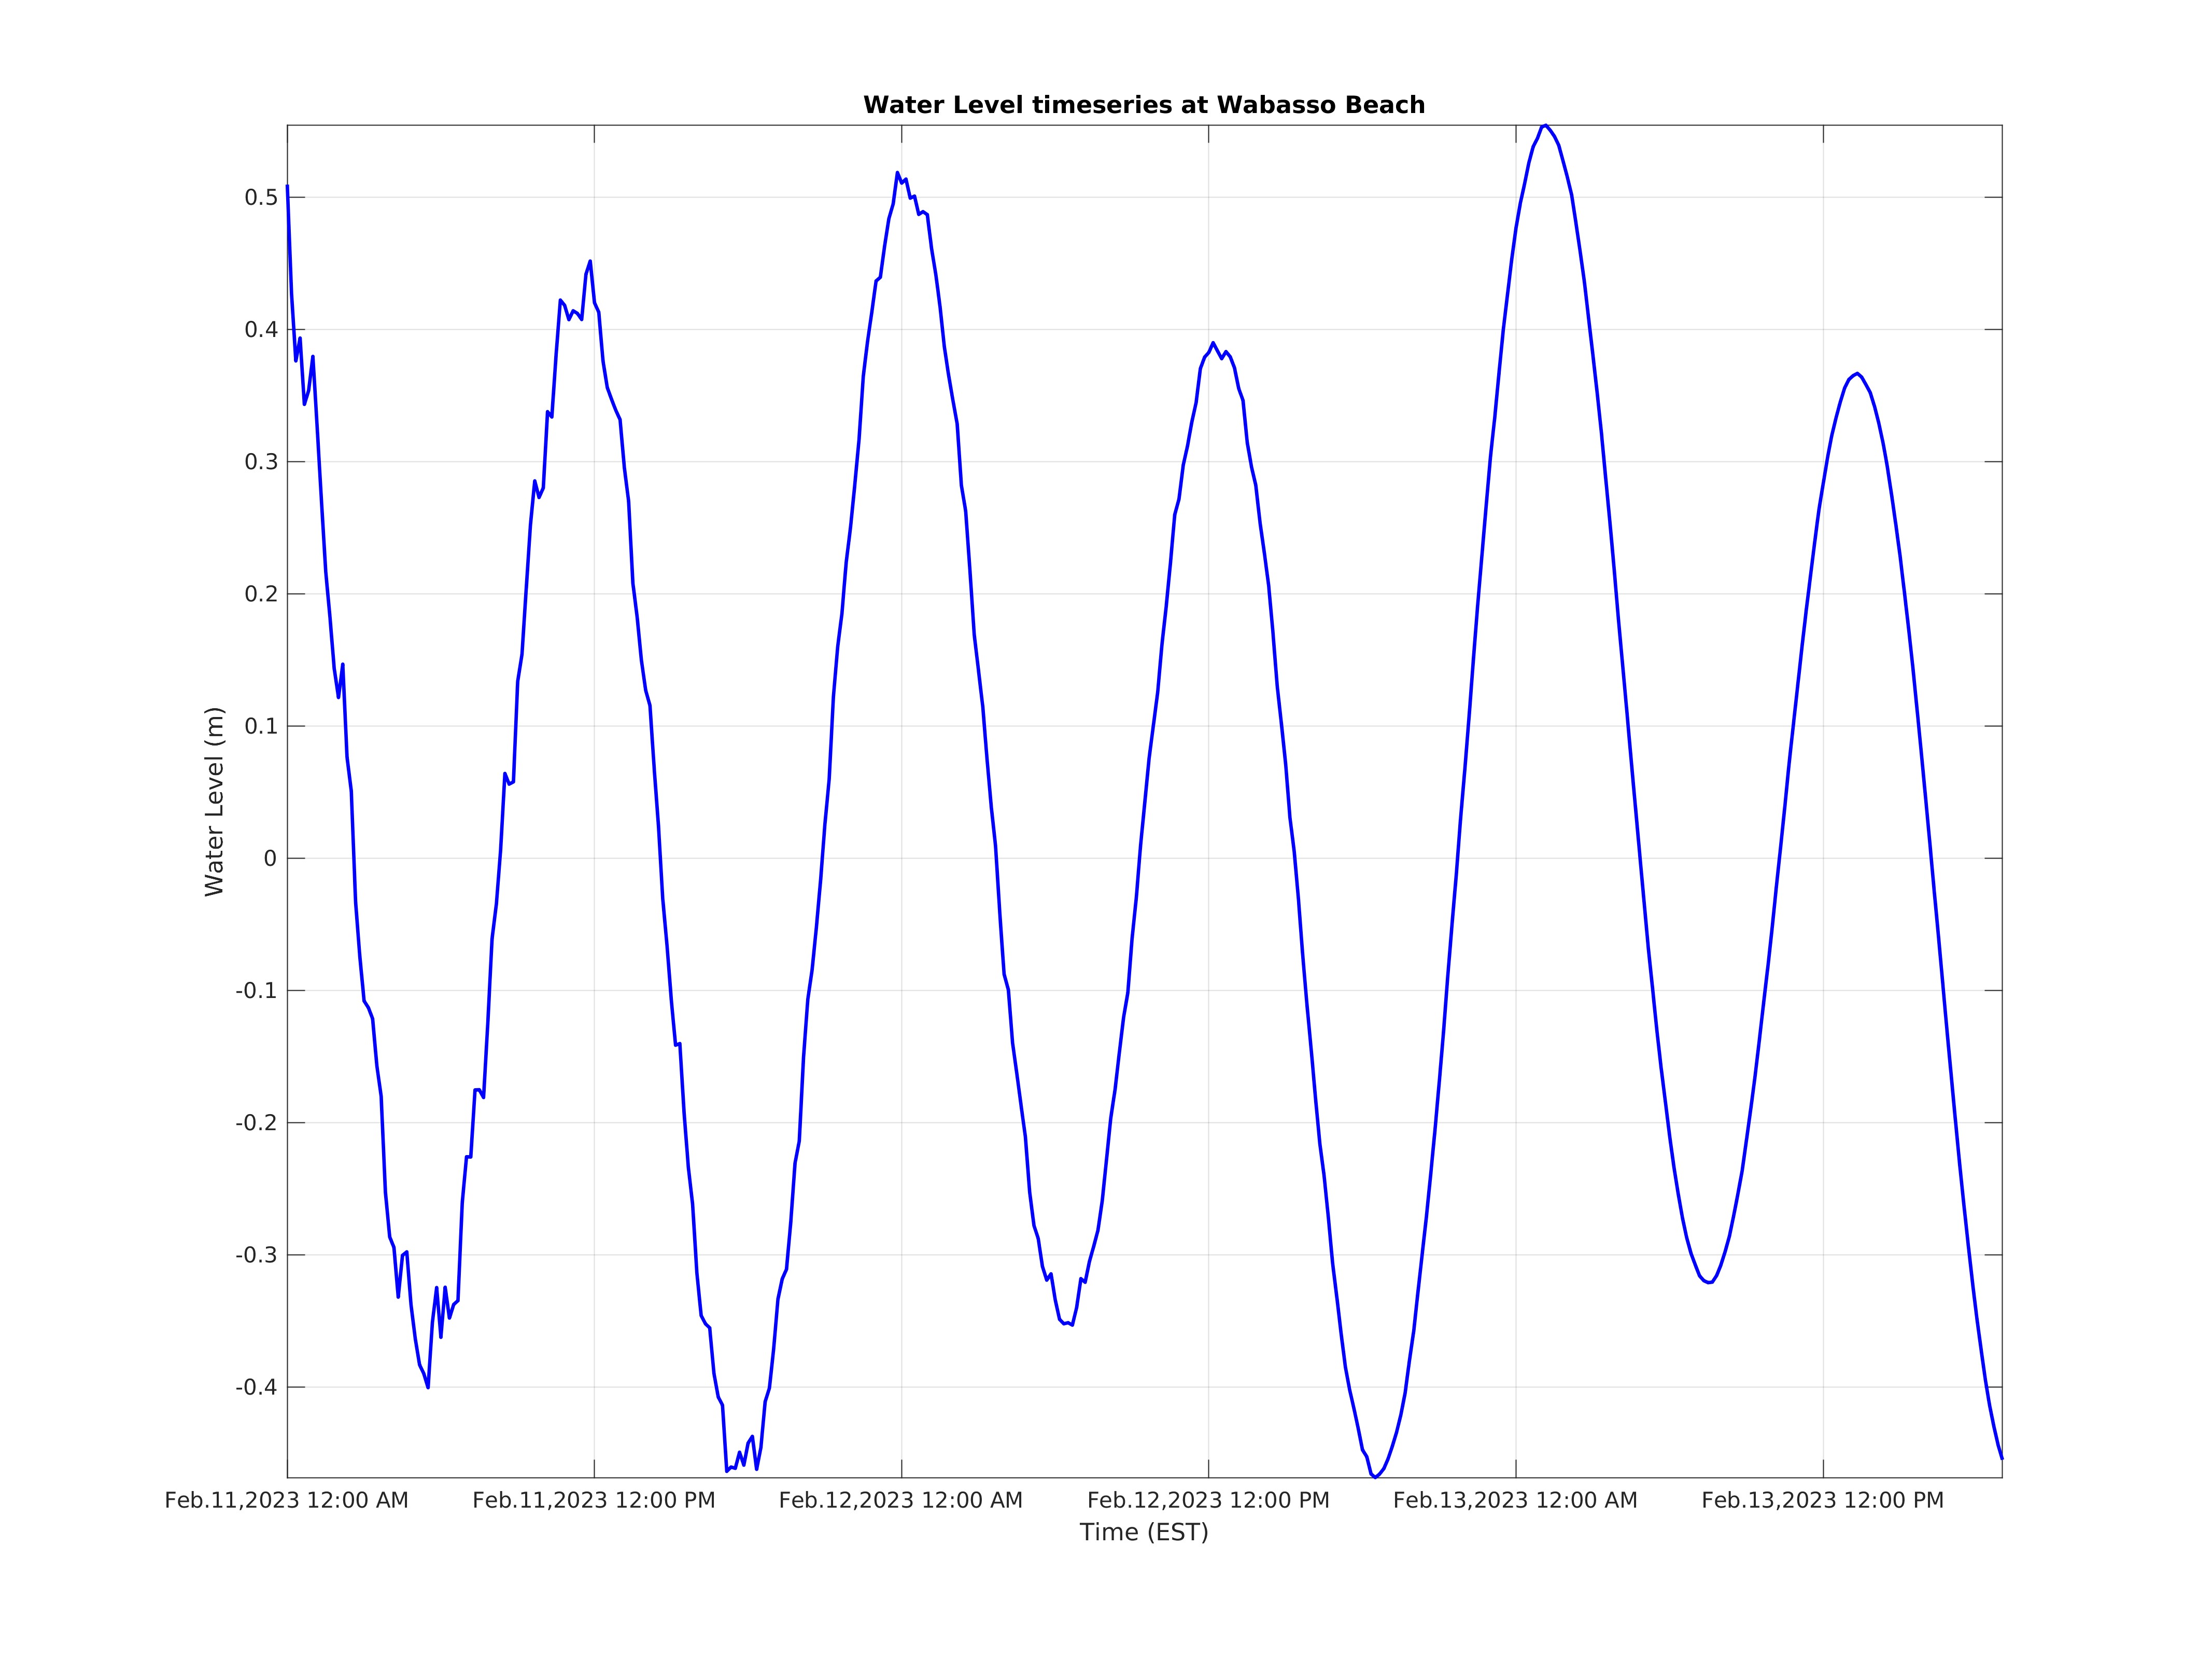 Water Level timeseries at Wabasso Beach
0.5
0.4
0.3
0.2
0.1
0
-0.1
-0.2
-0.3
-0.4
Water Level (m)
Feb.11,2023 12:00 AM Feb.11,2023 12:00 PM Feb.12,2023 12:00 AM Feb.12,2023 12:00 PM Feb.13,2023 12:00 AM Feb.13,2023 12:00 PM
Time (EST)